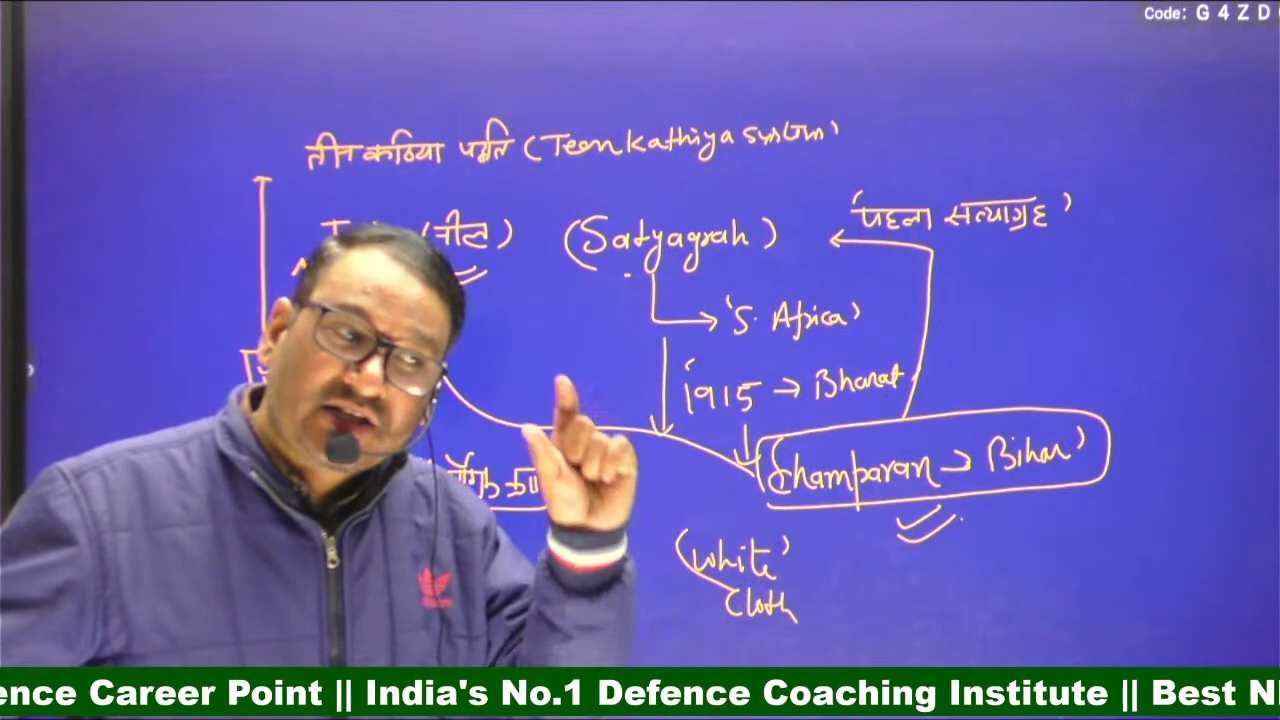 Code: G 4 Z D
तीन कठिया पद्धति (Teen kathiya system)
'पहला सत्याग्रह'
(नील) (Satyagrah)
'S. Africa'
1915 → Bharat
Champaran → Bihar
(White'
Cloth
ence Career Point || India's No.1 Defence Coaching Institute || Best N